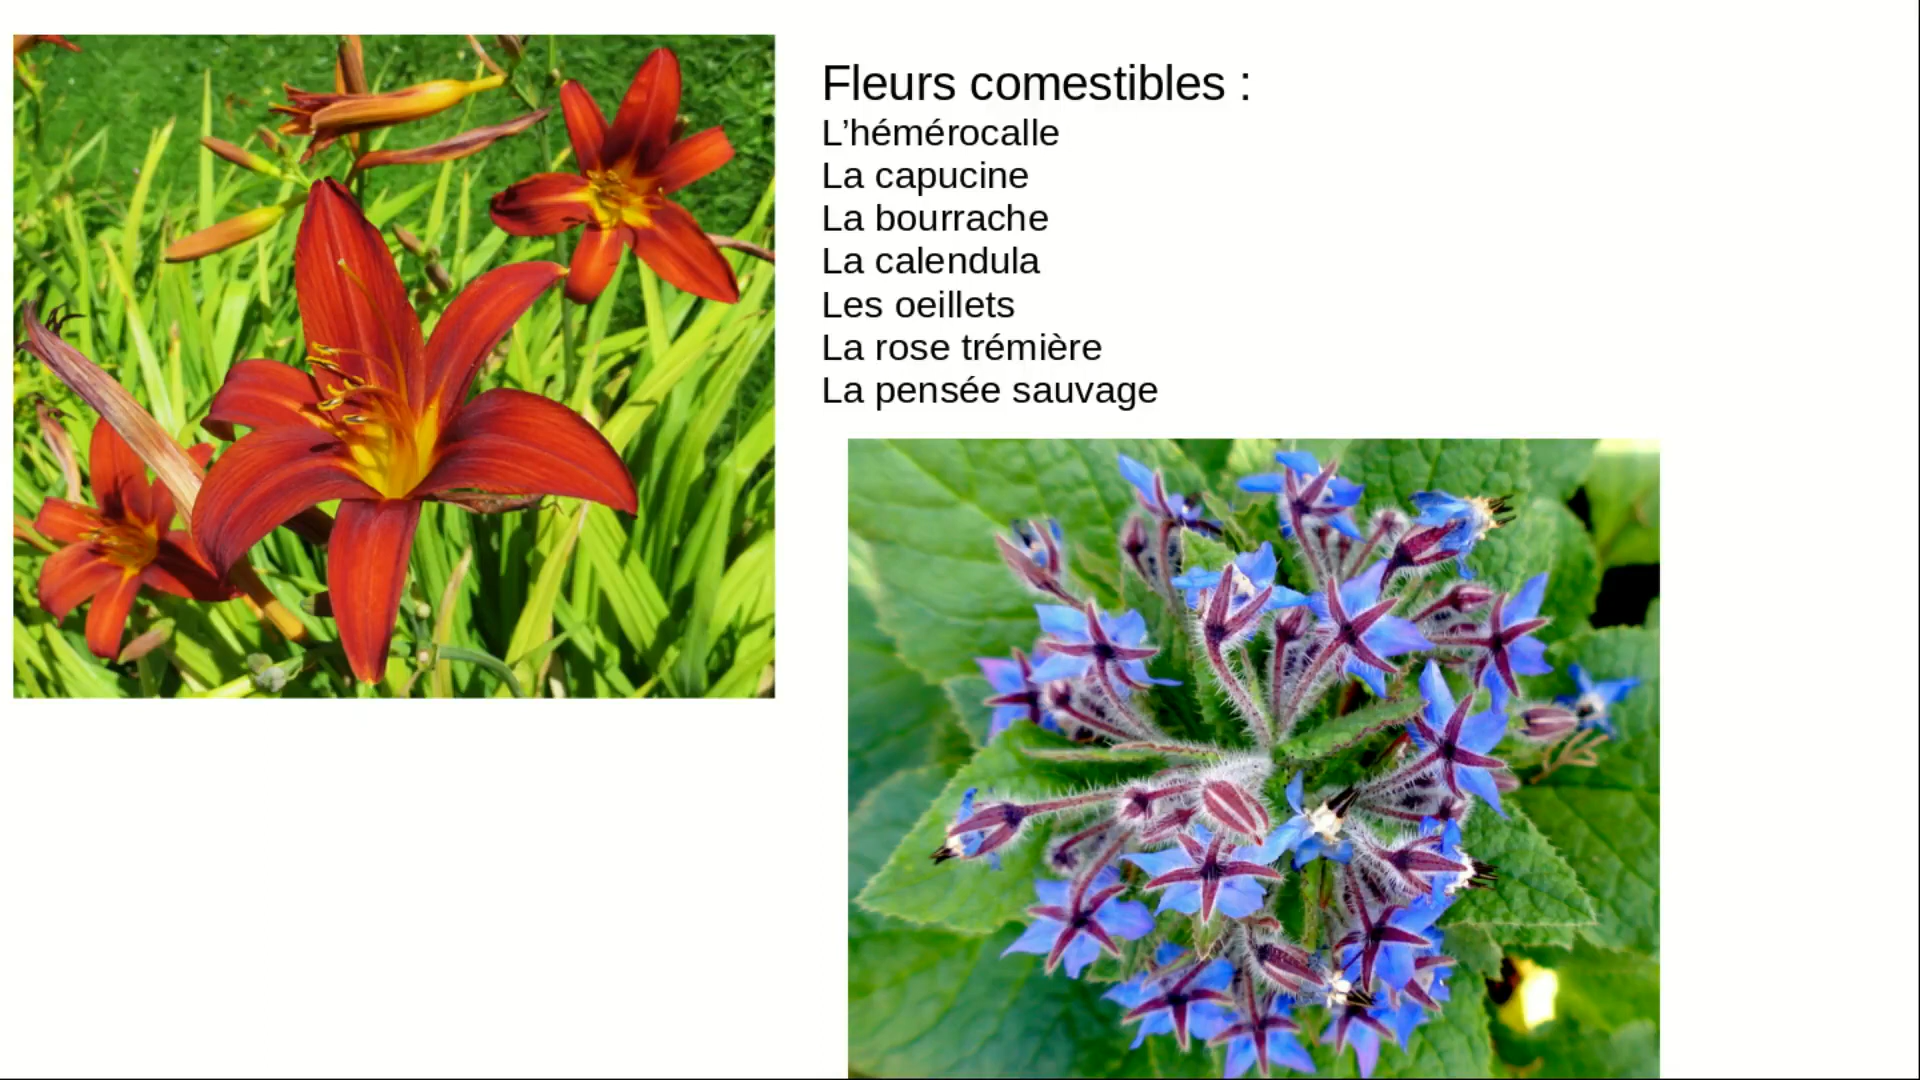 Fleurs comestibles :
L’hémérocalle
La capucine
La bourrache
La calendula
Les oeillets
La rose trémière
La pensée sauvage